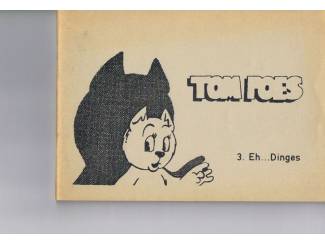 TOM POES
3. Eh...Dinges